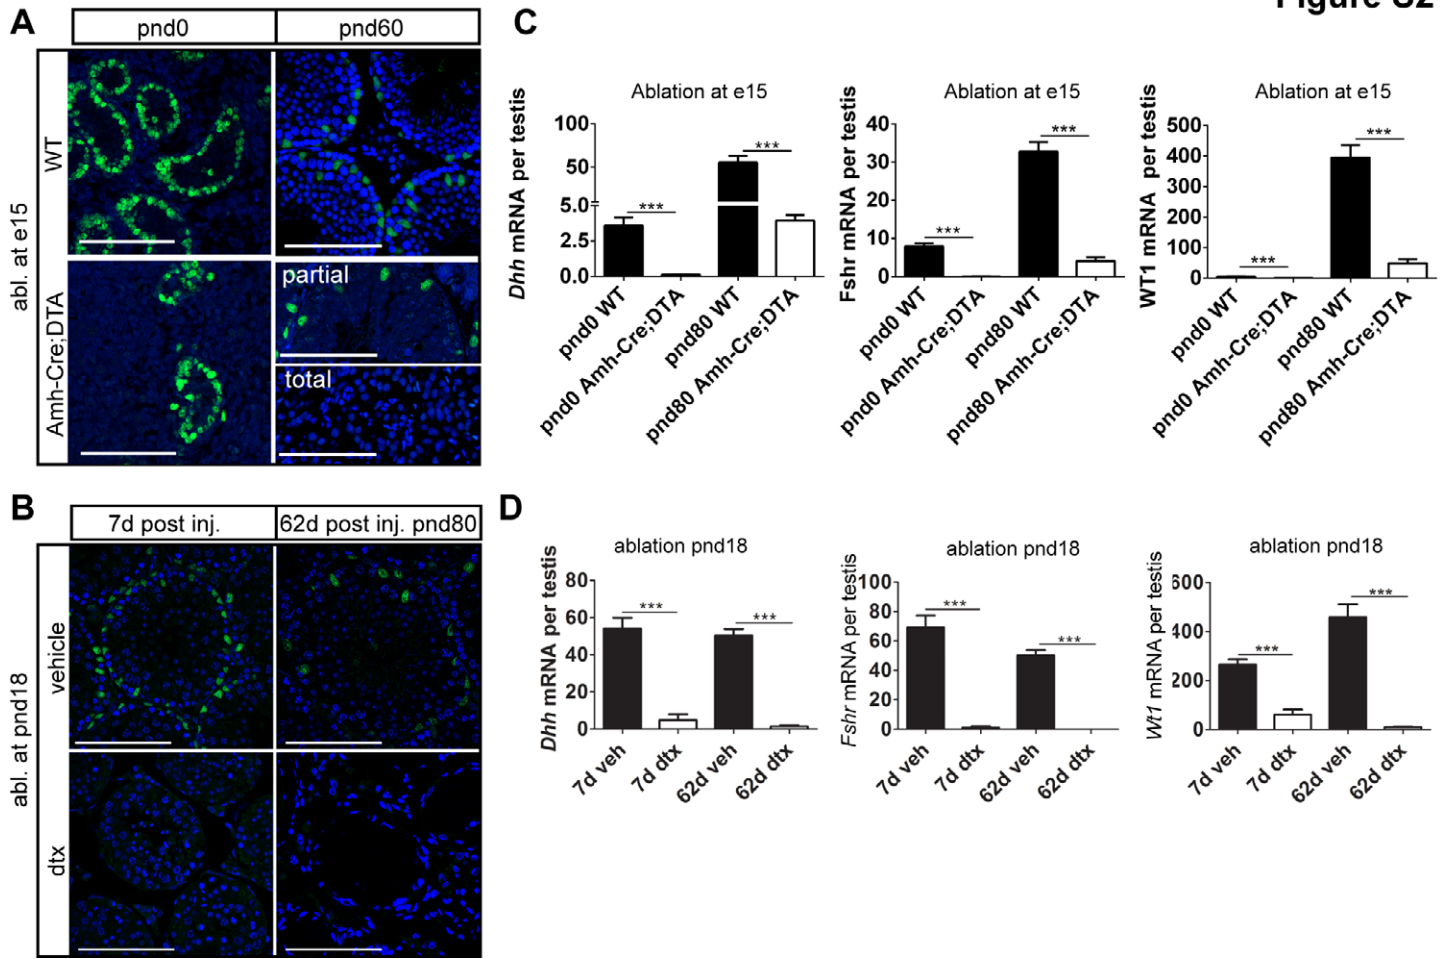 A
pnd0
pnd60
abl. at e15
WT
Amh-Cre;DTA
partial
total
B
7d post inj.
62d post inj. pnd80
abl. at pnd18
vehicle
dtx
C
Ablation at e15
Dhh mRNA per testis
100
50
5.0
2.5
0.0
***
***
pnd0 WT
pnd0 Amh-Cre;DTA
pnd80 WT
pnd80 Amh-Cre;DTA
Ablation at e15
Fshr mRNA per testis
40
30
20
10
0
***
***
pnd0 WT
pnd0 Amh-Cre;DTA
pnd80 WT
pnd80 Amh-Cre;DTA
Ablation at e15
WT1 mRNA per testis
500
400
300
200
100
0
***
***
pnd0 WT
pnd0 Amh-Cre;DTA
pnd80 WT
pnd80 Amh-Cre;DTA
D
ablation pnd18
Dhh mRNA per testis
80
60
40
20
0
***
***
7d veh
7d dtx
62d veh
62d dtx
ablation pnd18
Fshr mRNA per testis
100
80
60
40
20
0
***
***
7d veh
7d dtx
62d veh
62d dtx
ablation pnd18
Wt1 mRNA per testis
600
400
200
0
***
***
7d veh
7d dtx
62d veh
62d dtx